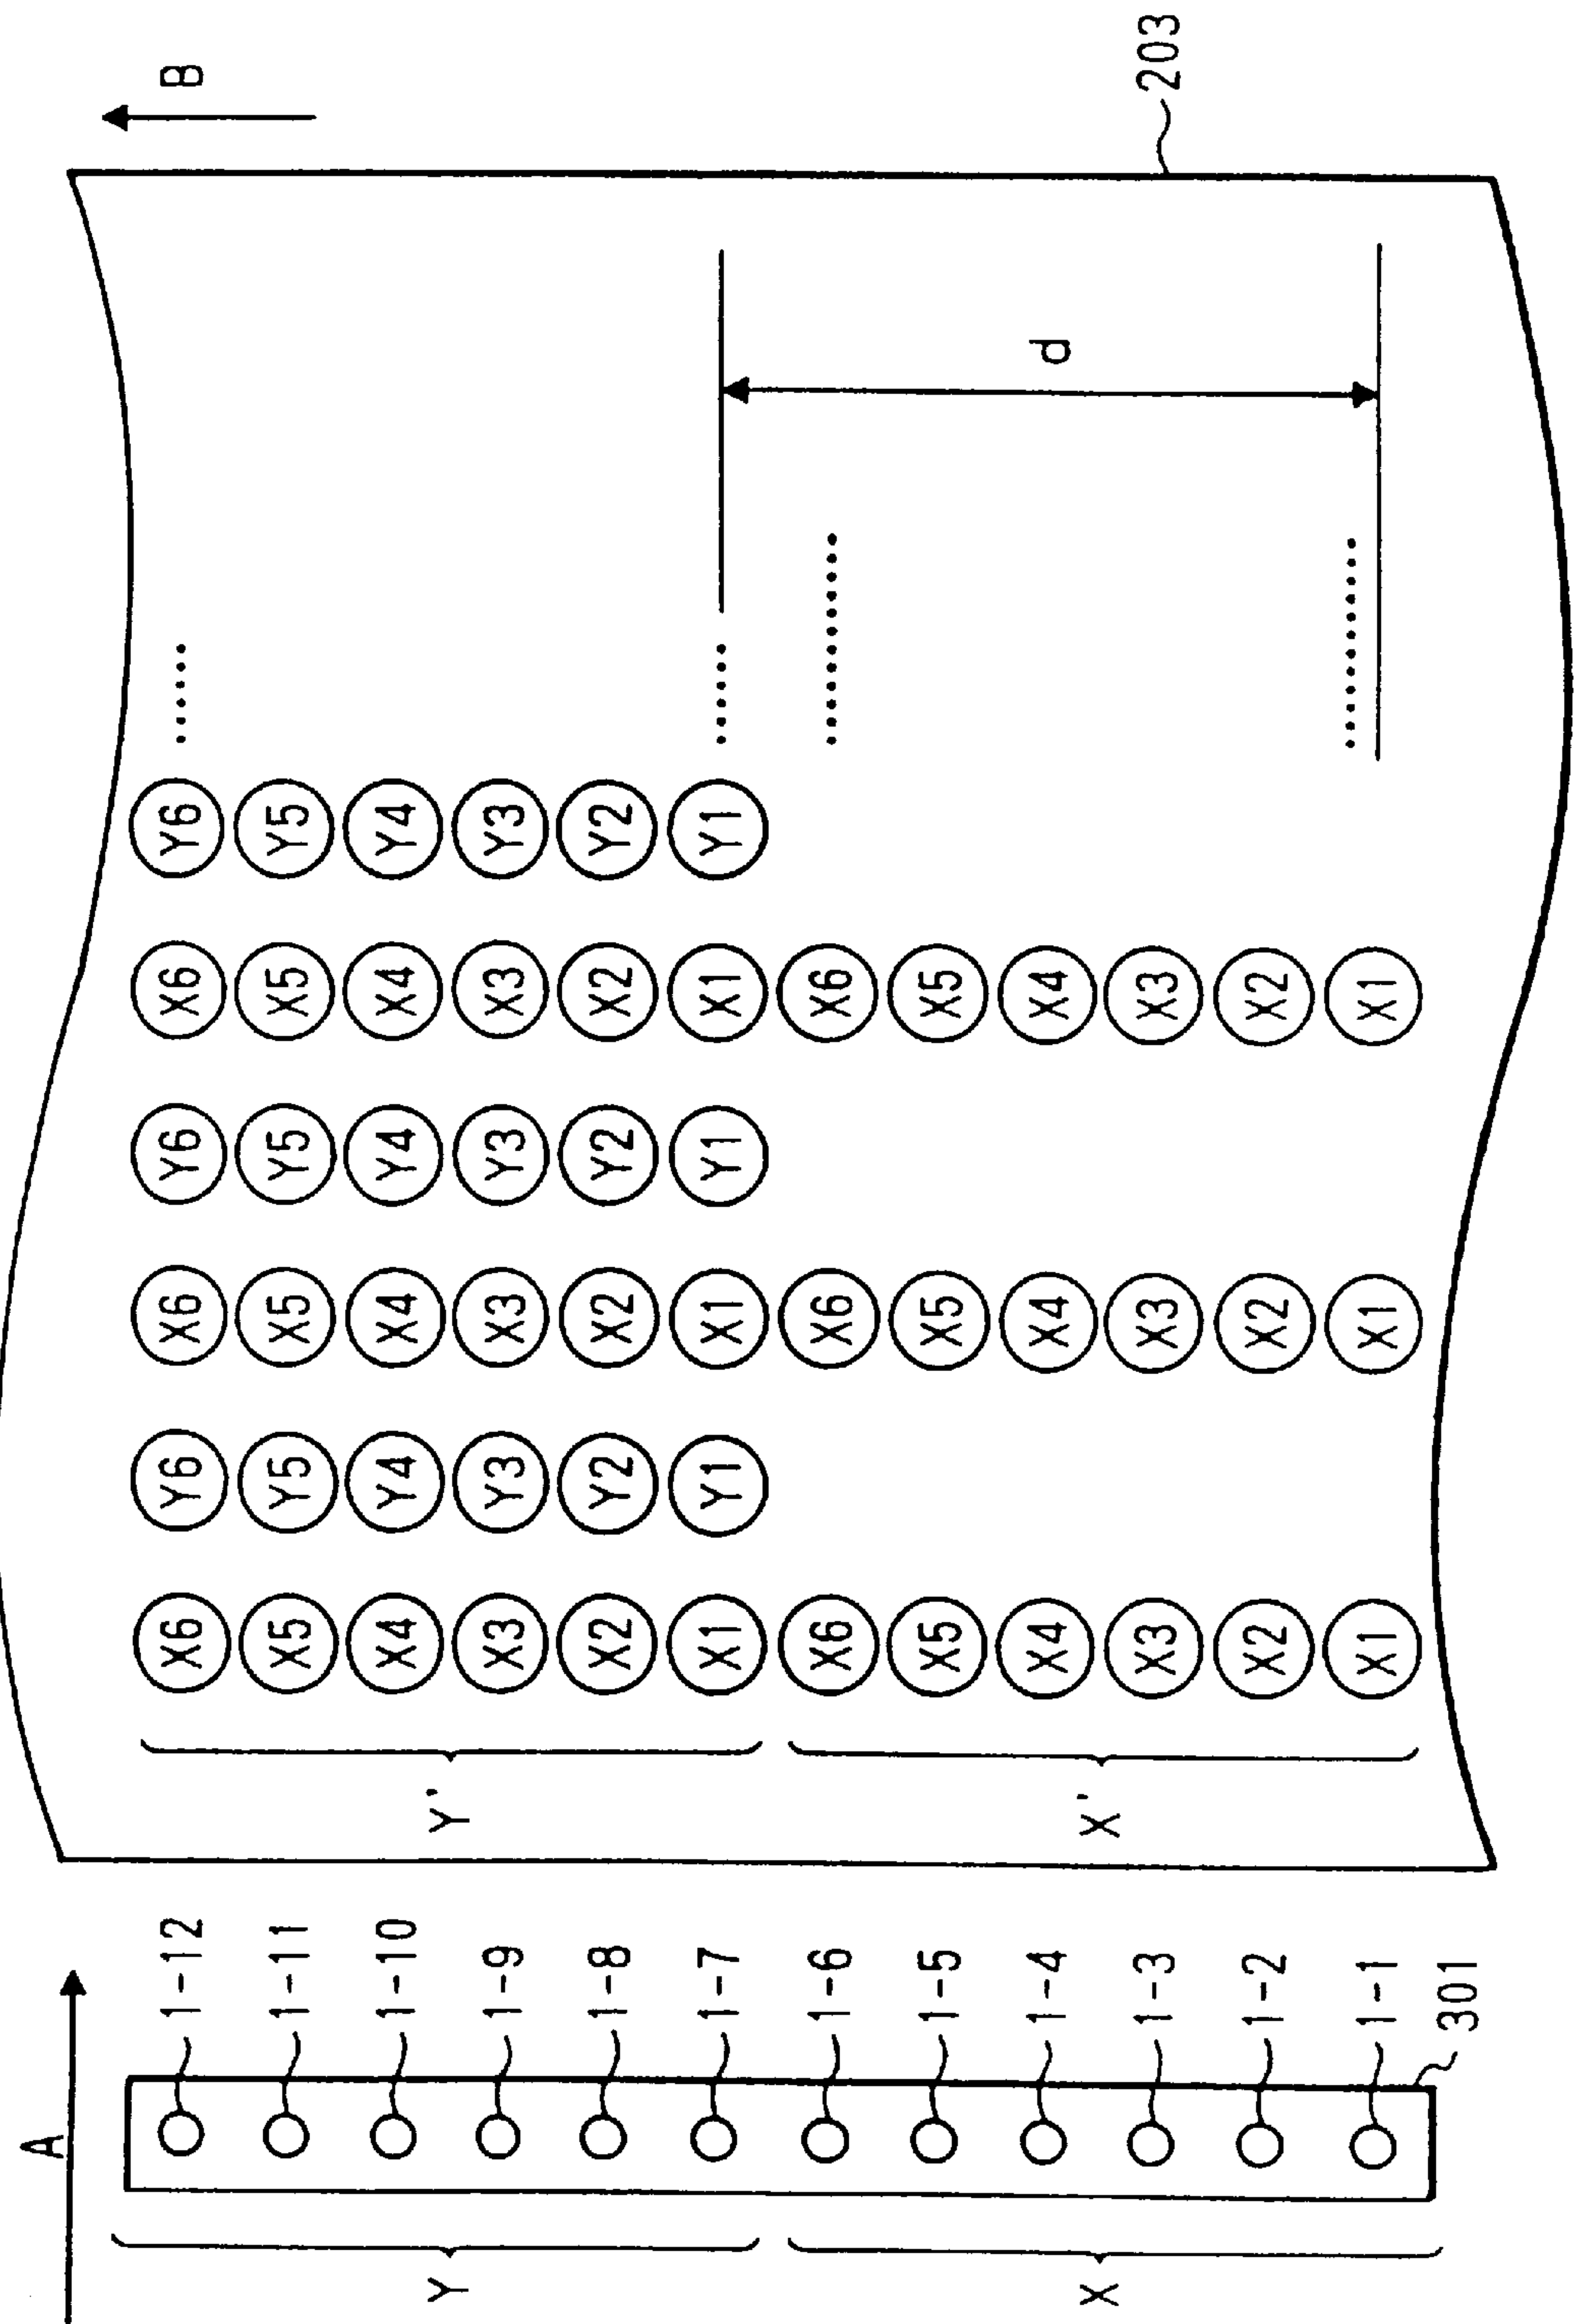 A
B
1-12 X6 Y6 X6 Y6 X6 Y6
1-11 X5 Y5 X5 Y5 X5 Y5
1-10 X4 Y4 X4 Y4 X4 Y4
Y Y'
1-9 X3 Y3 X3 Y3 X3 Y3
1-8 X2 Y2 X2 Y2 X2 Y2
1-7 X1 Y1 X1 Y1 X1 Y1
1-6 X6 X6 X6
1-5 X5 X5 X5
1-4 X4 X4 X4
d
X X'
1-3 X3 X3 X3
203
1-2 X2 X2 X2
1-1 X1 X1 X1
301